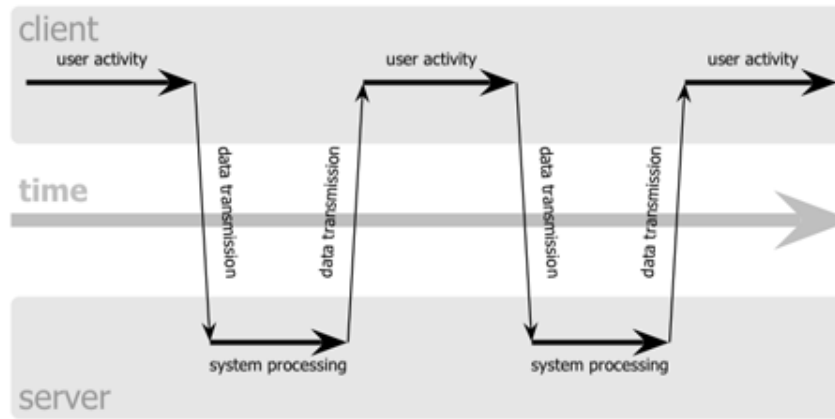 client
user activity
user activity
user activity
data transmission
data transmission
data transmission
data transmission
time
system processing
system processing
server